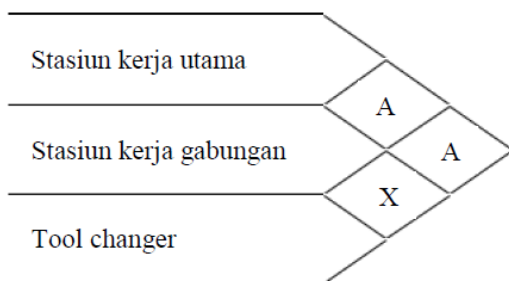 Stasiun kerja utama
A
Stasiun kerja gabungan
A
X
Tool changer